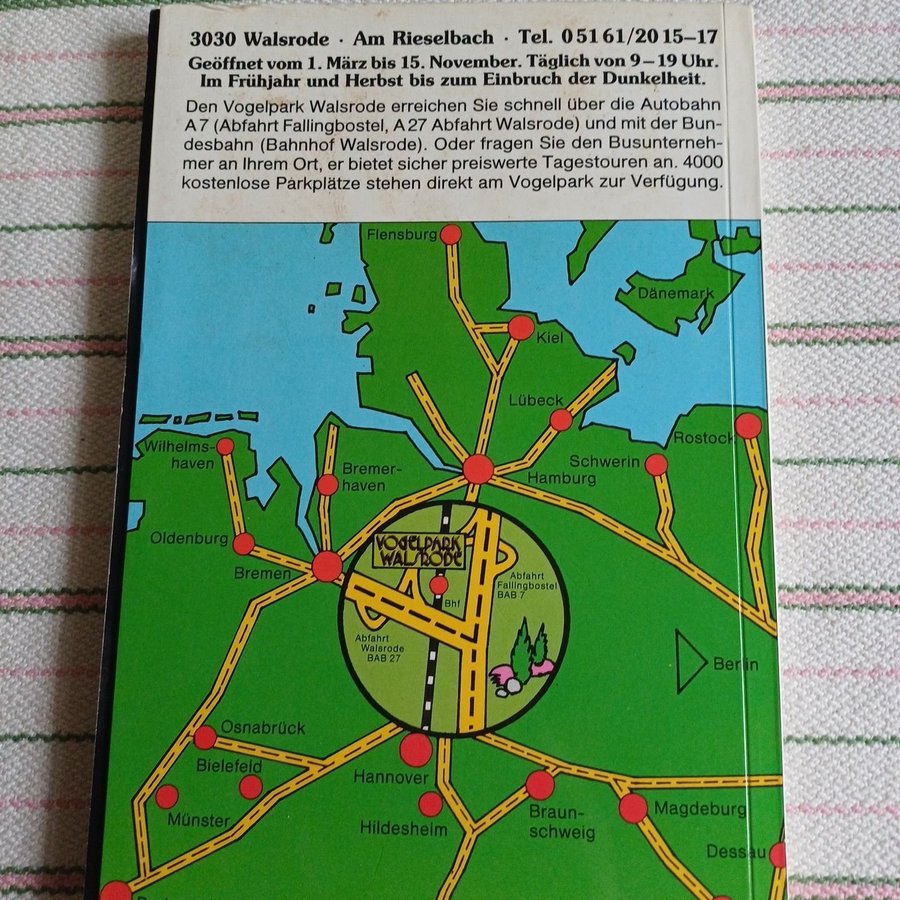 3030 Walsrode · Am Rieselbach · Tel. 0 51 61/20 15–17
Geöffnet vom 1. März bis 15. November. Täglich von 9–19 Uhr.
Im Frühjahr und Herbst bis zum Einbruch der Dunkelheit.
Den Vogelpark Walsrode erreichen Sie schnell über die Autobahn
A 7 (Abfahrt Fallingbostel, A 27 Abfahrt Walsrode) und mit der Bun-
desbahn (Bahnhof Walsrode). Oder fragen Sie den Busunterneh-
mer an Ihrem Ort, er bietet sicher preiswerte Tagestouren an. 4000
kostenlose Parkplätze stehen direkt am Vogelpark zur Verfügung.
Flensburg
Dänemark
Kiel
Lübeck
Rostock
Wilhelms-
haven
Bremer-
haven
Schwerin
Hamburg
Oldenburg
Bremen
VOGELPARK
WALSRODE
Abfahrt
Fallingbostel
BAB 7
Bhf
Abfahrt
Walsrode
BAB 27
Berlin
Osnabrück
Bielefeld
Hannover
Münster
Hildesheim
Braun-
schweig
Magdeburg
Dessau